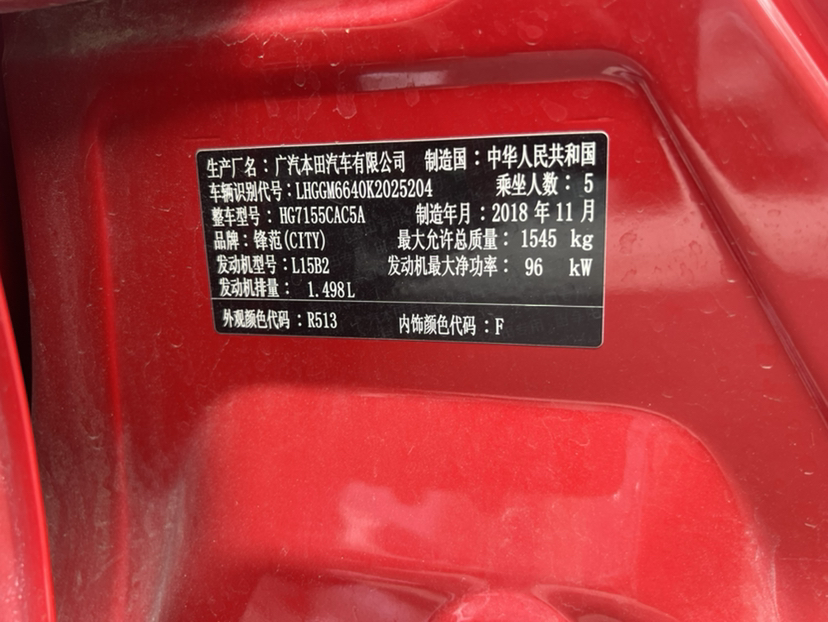 生产厂名：广汽本田汽车有限公司 制造国：中华人民共和国
车辆识别代号：LHGGM6640K2025204 乘坐人数：5
整车型号：HG7155CAC5A 制造年月：2018 年 11 月
品牌：锋范(CITY) 最大允许总质量：1545 kg
发动机型号：L15B2 发动机最大净功率：96 kW
发动机排量：1.498L
外观颜色代码：R513 内饰颜色代码：F